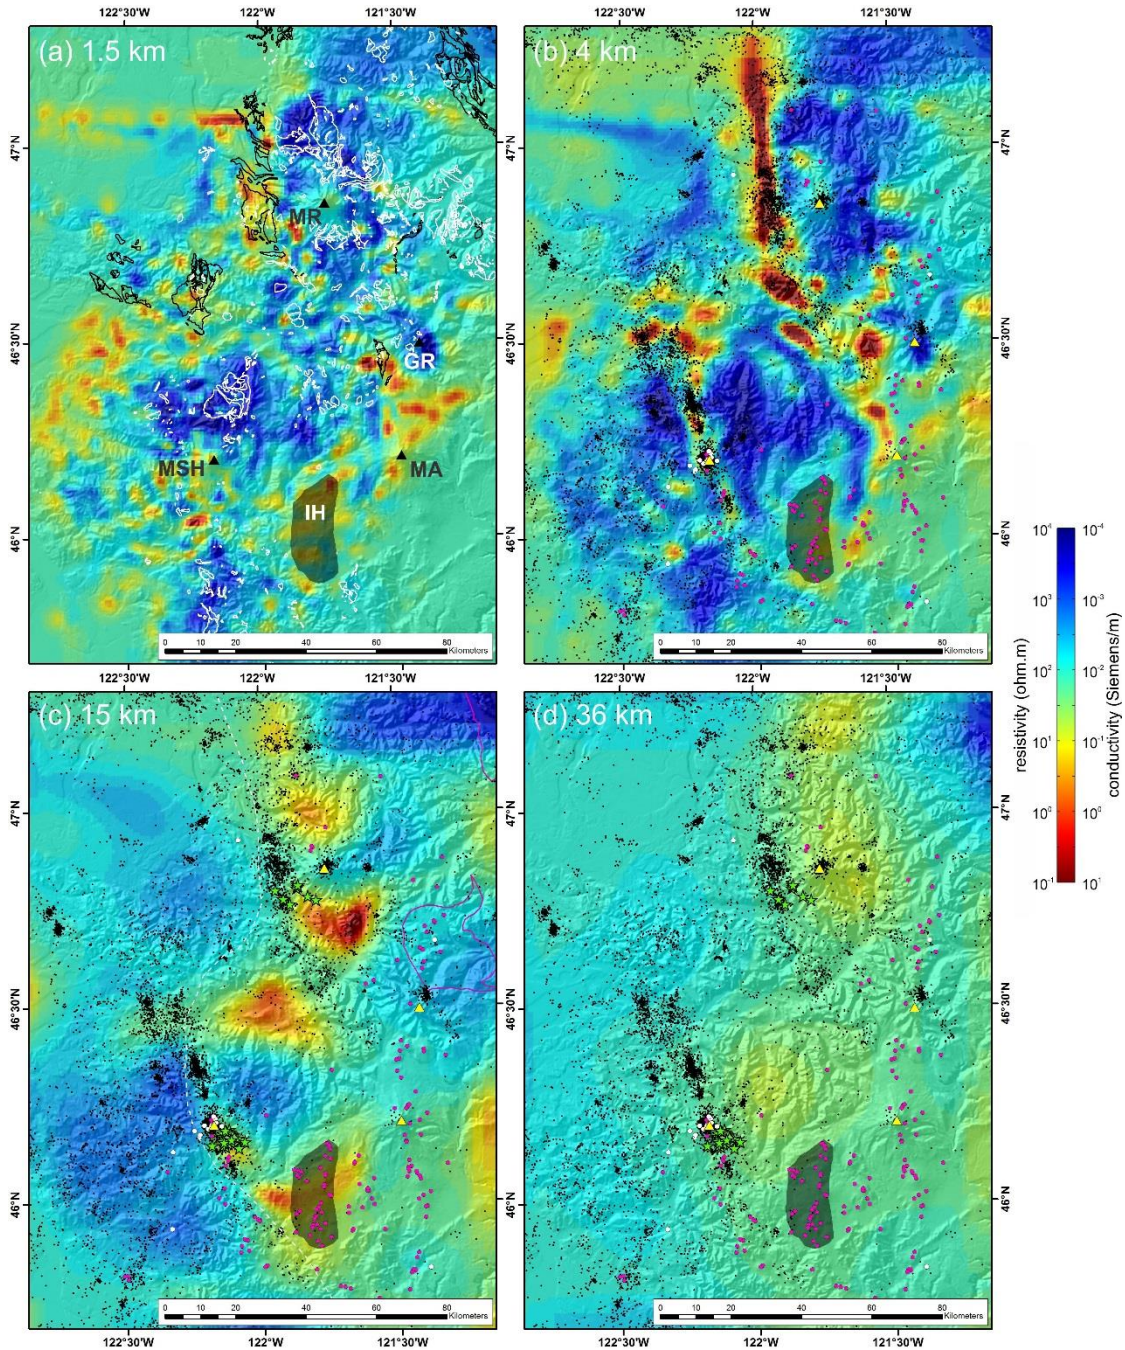 122°30'W 122°W 121°30'W 122°30'W 122°W 121°30'W
(a) 1.5 km
(b) 4 km
47°N
47°N
MR
46°30'N
46°30'N
GR
MSH
MA
IH
46°N
46°N
0 10 20 40 60 80
Kilometers
0 10 20 40 60 80
Kilometers
122°30'W 122°W 121°30'W 122°30'W 122°W 121°30'W
(c) 15 km
(d) 36 km
47°N
47°N
46°30'N
46°30'N
46°N
46°N
0 10 20 40 60 80
Kilometers
0 10 20 40 60 80
Kilometers
122°30'W 122°W 121°30'W 122°30'W 122°W 121°30'W
10⁴ 10⁻⁴
10³ 10⁻³
10² 10⁻²
10¹ 10⁻¹
10⁰ 10⁰
10⁻¹ 10¹
resistivity (ohm.m)
conductivity (Siemens/m)